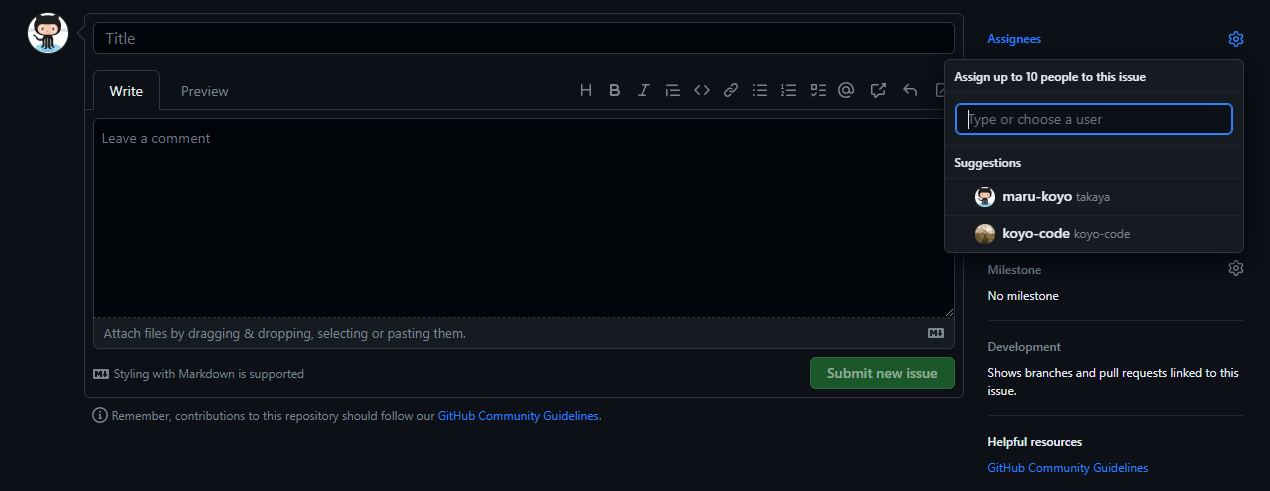 Title
Write
Preview
Leave a comment
Attach files by dragging & dropping, selecting or pasting them.
Styling with Markdown is supported
Submit new issue
Remember, contributions to this repository should follow our GitHub Community Guidelines.
Assignees
Assign up to 10 people to this issue
Type or choose a user
Suggestions
maru-koyo takaya
koyo-code koyo-code
Milestone
No milestone
Development
Shows branches and pull requests linked to this
issue.
Helpful resources
GitHub Community Guidelines